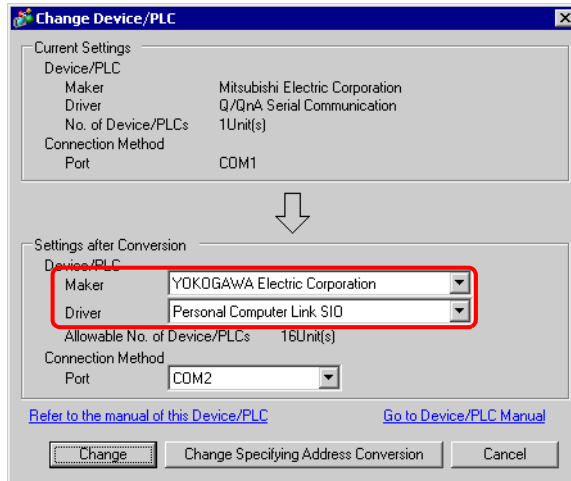 Change Device/PLC
Current Settings
Device/PLC
Maker Mitsubishi Electric Corporation
Driver Q/QnA Serial Communication
No. of Device/PLCs 1Unit(s)
Connection Method
Port COM1
Settings after Conversion
Device/PLC
Maker YOKOGAWA Electric Corporation
Driver Personal Computer Link SIO
Allowable No. of Device/PLCs 16Unit(s)
Connection Method
Port COM2
Refer to the manual of this Device/PLC Go to Device/PLC Manual
Change Change Specifying Address Conversion Cancel